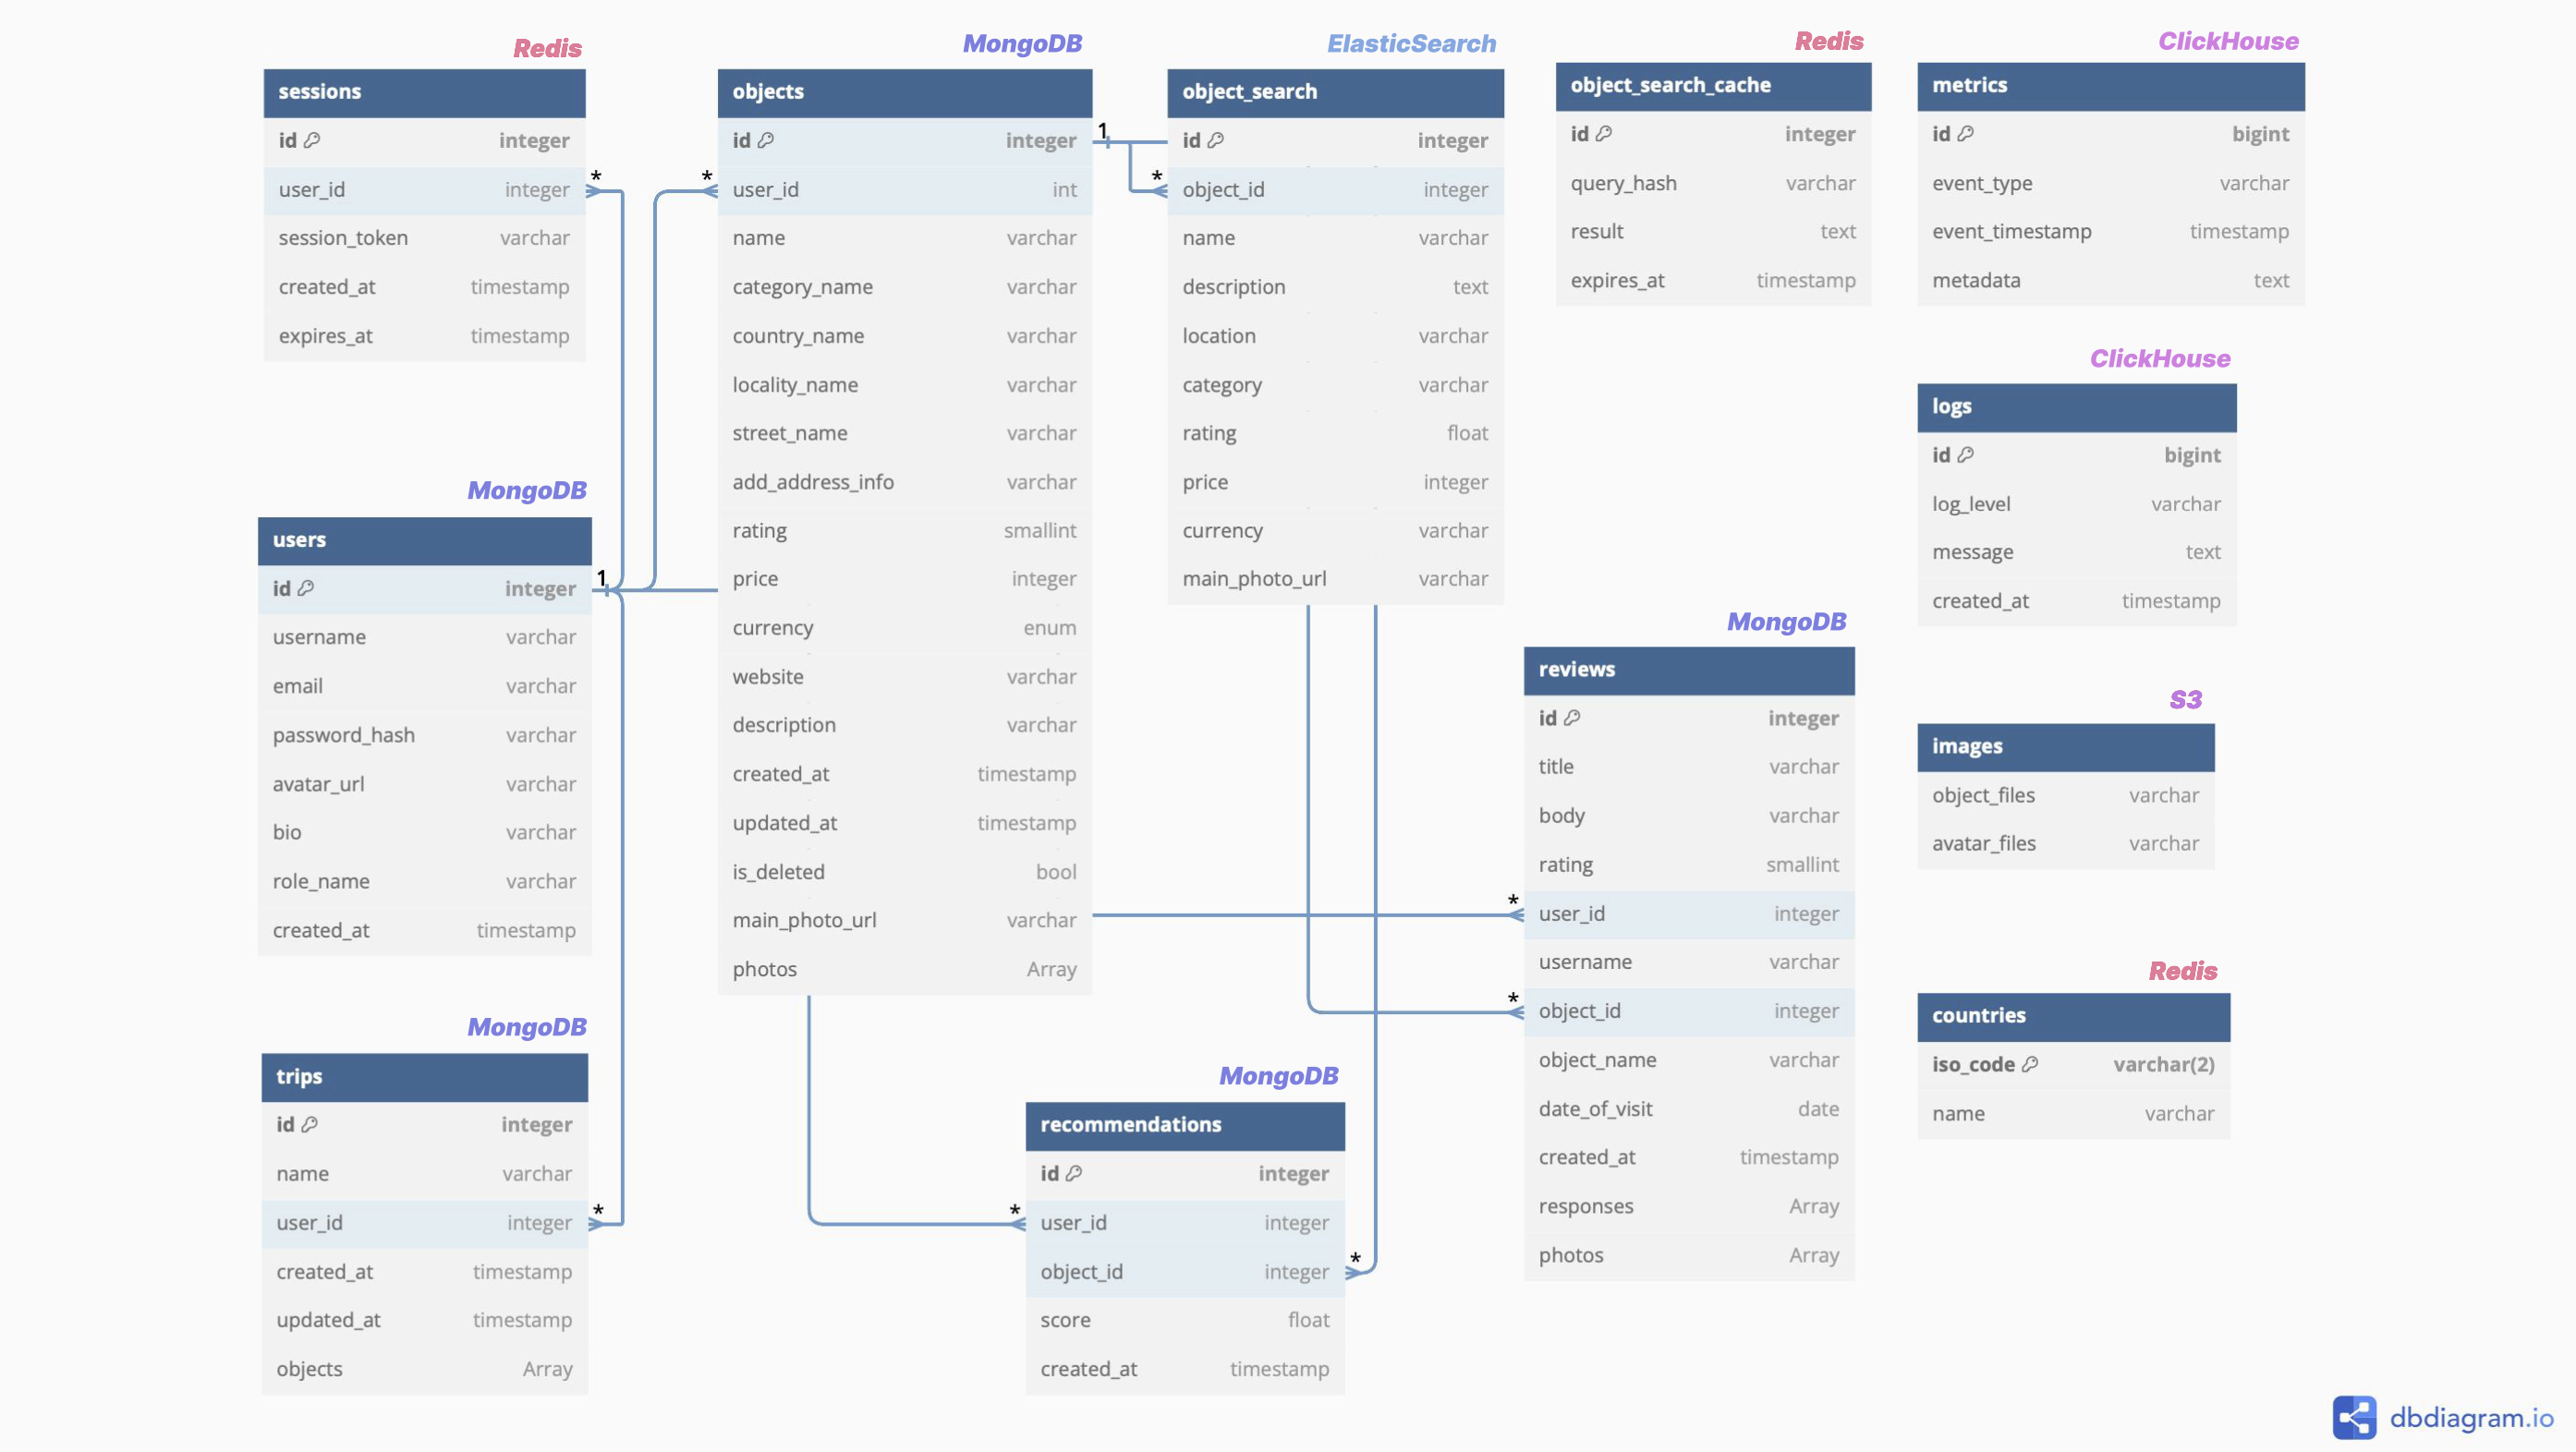 Redis
sessions
id integer
user_id integer
session_token varchar
created_at timestamp
expires_at timestamp
MongoDB
users
id integer
username varchar
email varchar
password_hash varchar
avatar_url varchar
bio varchar
role_name varchar
created_at timestamp
MongoDB
trips
id integer
name varchar
user_id integer
created_at timestamp
updated_at timestamp
objects Array
MongoDB
objects
id integer
user_id int
name varchar
category_name varchar
country_name varchar
locality_name varchar
street_name varchar
add_address_info varchar
rating smallint
price integer
currency enum
website varchar
description varchar
created_at timestamp
updated_at timestamp
is_deleted bool
main_photo_url varchar
photos Array
ElasticSearch
object_search
id integer
object_id integer
name varchar
description text
location varchar
category varchar
rating float
price integer
currency varchar
main_photo_url varchar
MongoDB
recommendations
id integer
user_id integer
object_id integer
score float
created_at timestamp
Redis
object_search_cache
id integer
query_hash varchar
result text
expires_at timestamp
MongoDB
reviews
id integer
title varchar
body varchar
rating smallint
user_id integer
username varchar
object_id integer
object_name varchar
date_of_visit date
created_at timestamp
responses Array
photos Array
ClickHouse
metrics
id bigint
event_type varchar
event_timestamp timestamp
metadata text
ClickHouse
logs
id bigint
log_level varchar
message text
created_at timestamp
S3
images
object_files varchar
avatar_files varchar
Redis
countries
iso_code varchar(2)
name varchar
1
*
*
*
1
*
*
*
*
*
dbdiagram.io